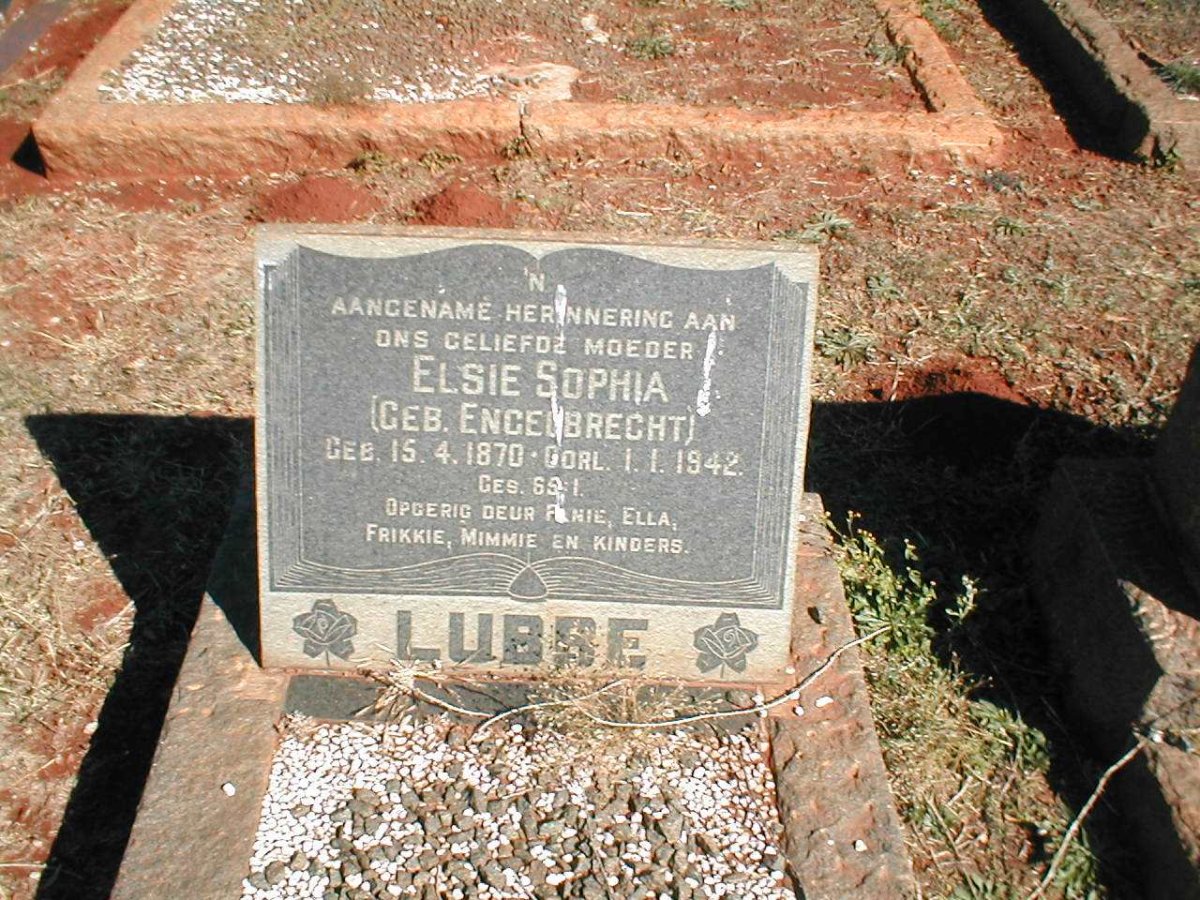 'N
AANGENAME HERINNERING AAN
ONS GELIEFDE MOEDER
ELSIE SOPHIA
(GEB. ENGELBRECHT)
GEB. 15. 4. 1870 · OORL. 1. 1. 1942.
GES.
OPGERIG DEUR FANIE, ELLA,
FRIKKIE, MIMMIE EN KINDERS.
LUBBE